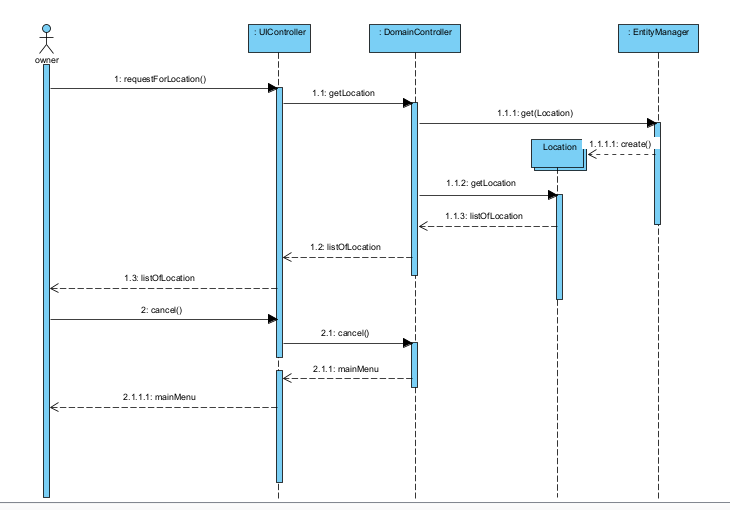 : UIController
: DomainController
: EntityManager
owner
1: requestForLocation()
1.1: getLocation
1.1.1: get(Location)
Location
1.1.1.1: create()
1.1.2: getLocation
1.1.3: listOfLocation
1.2: listOfLocation
1.3: listOfLocation
2: cancel()
2.1: cancel()
2.1.1: mainMenu
2.1.1.1: mainMenu